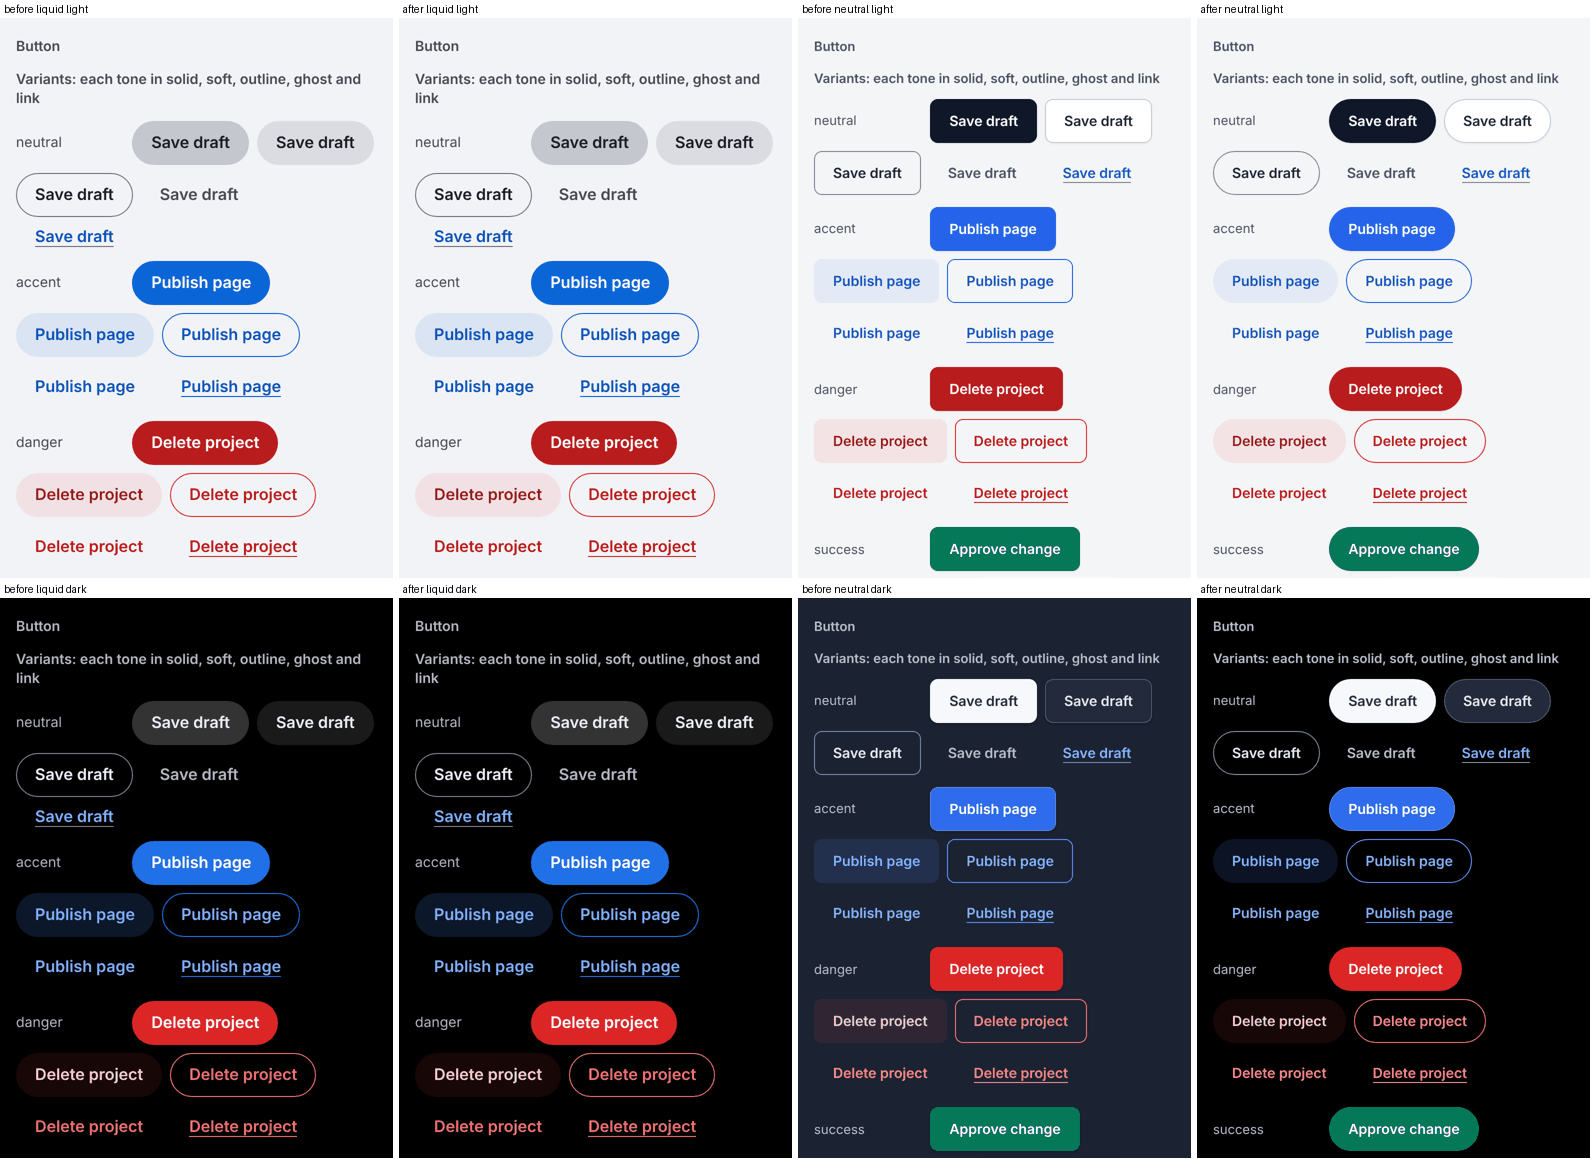 before liquid light
Button
Variants: each tone in solid, soft, outline, ghost and
link
neutral Save draft Save draft
Save draft Save draft
Save draft
accent Publish page
Publish page Publish page
Publish page Publish page
danger Delete project
Delete project Delete project
Delete project Delete project
after liquid light
Button
Variants: each tone in solid, soft, outline, ghost and
link
neutral Save draft Save draft
Save draft Save draft
Save draft
accent Publish page
Publish page Publish page
Publish page Publish page
danger Delete project
Delete project Delete project
Delete project Delete project
before neutral light
Button
Variants: each tone in solid, soft, outline, ghost and link
neutral Save draft Save draft
Save draft Save draft Save draft
accent Publish page
Publish page Publish page
Publish page Publish page
danger Delete project
Delete project Delete project
Delete project Delete project
success Approve change
after neutral light
Button
Variants: each tone in solid, soft, outline, ghost and link
neutral Save draft Save draft
Save draft Save draft Save draft
accent Publish page
Publish page Publish page
Publish page Publish page
danger Delete project
Delete project Delete project
Delete project Delete project
success Approve change
before liquid dark
Button
Variants: each tone in solid, soft, outline, ghost and
link
neutral Save draft Save draft
Save draft Save draft
Save draft
accent Publish page
Publish page Publish page
Publish page Publish page
danger Delete project
Delete project Delete project
Delete project Delete project
after liquid dark
Button
Variants: each tone in solid, soft, outline, ghost and
link
neutral Save draft Save draft
Save draft Save draft
Save draft
accent Publish page
Publish page Publish page
Publish page Publish page
danger Delete project
Delete project Delete project
Delete project Delete project
before neutral dark
Button
Variants: each tone in solid, soft, outline, ghost and link
neutral Save draft Save draft
Save draft Save draft Save draft
accent Publish page
Publish page Publish page
Publish page Publish page
danger Delete project
Delete project Delete project
Delete project Delete project
success Approve change
after neutral dark
Button
Variants: each tone in solid, soft, outline, ghost and link
neutral Save draft Save draft
Save draft Save draft Save draft
accent Publish page
Publish page Publish page
Publish page Publish page
danger Delete project
Delete project Delete project
Delete project Delete project
success Approve change